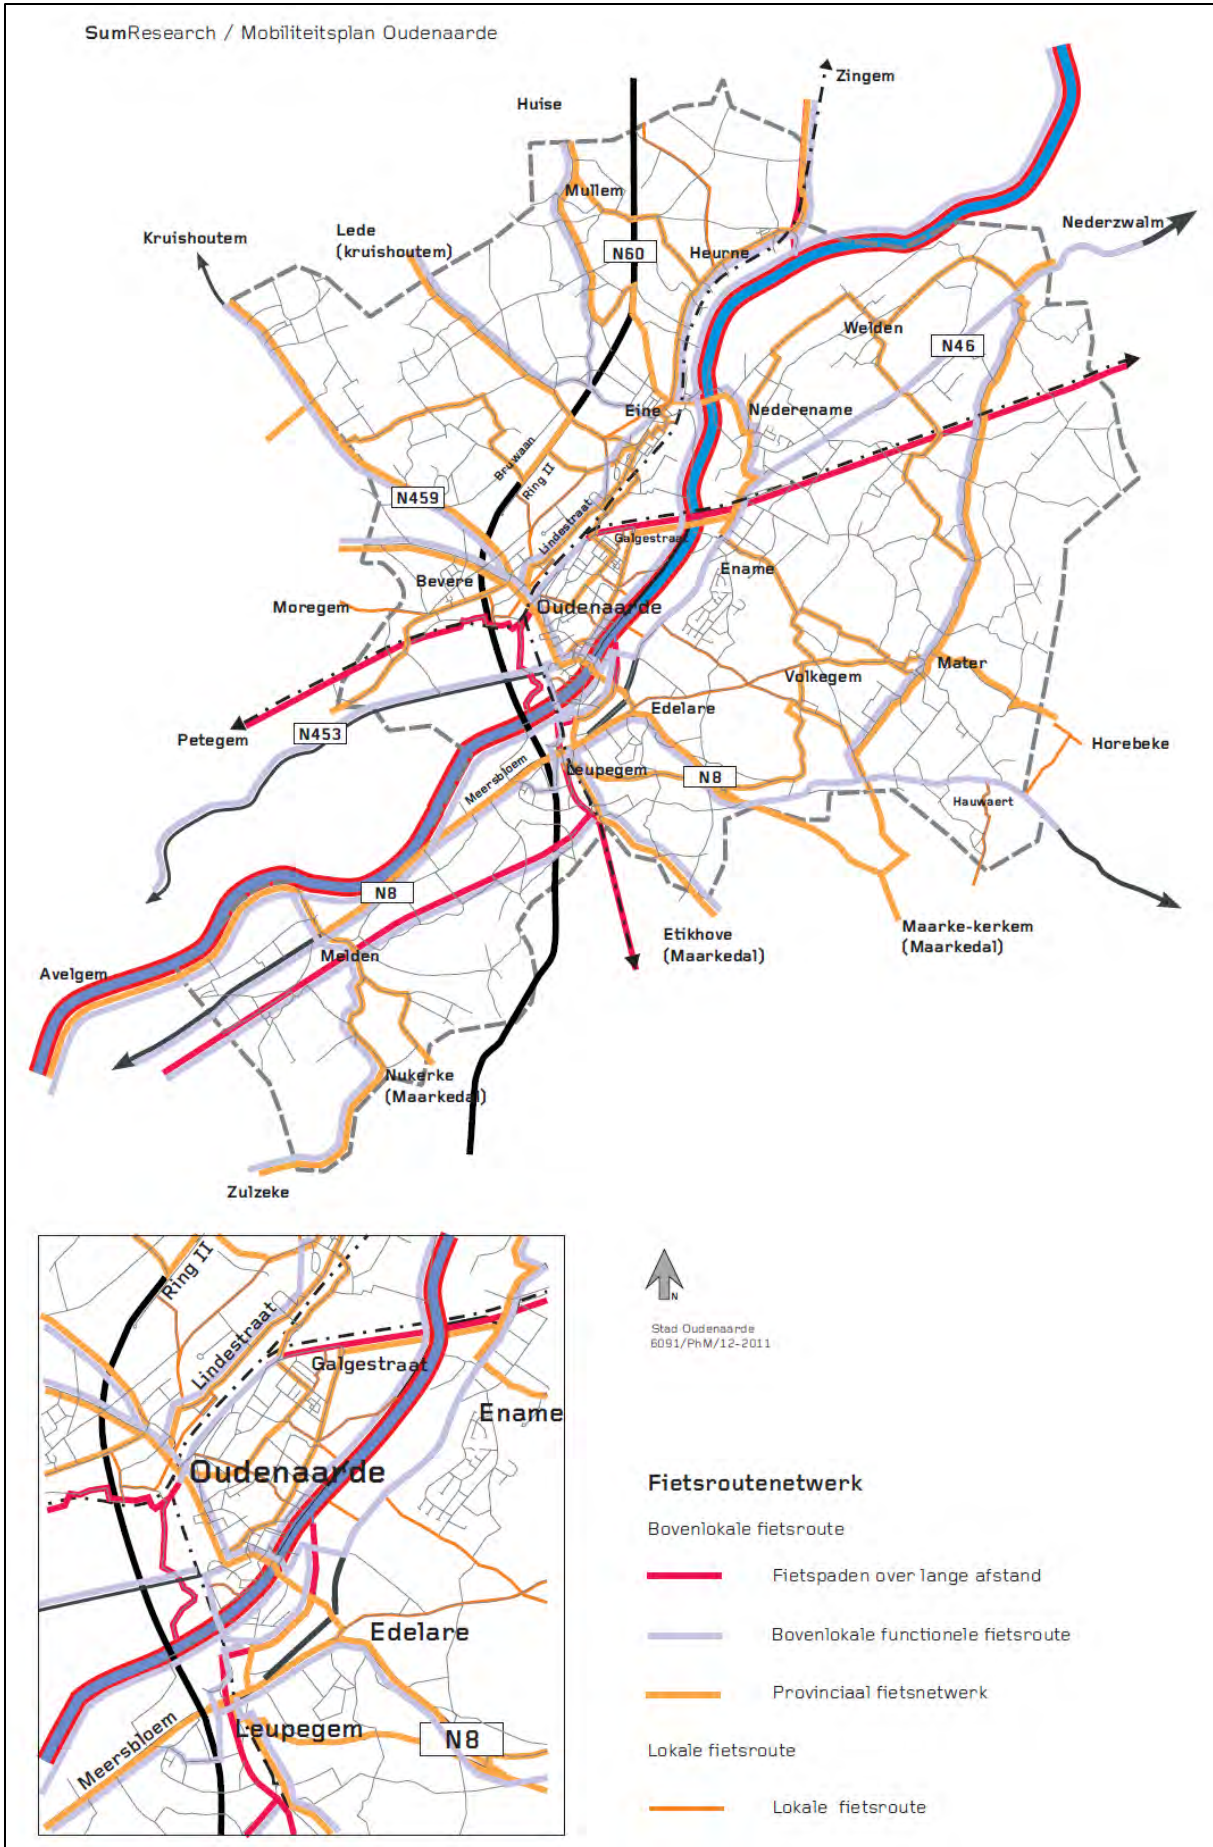 SumResearch / Mobiliteitsplan Oudenaarde
Zingem
Huise
Mullem
Nederzwalm
Lede
(kruishoutem)
Kruishoutem
N60
Heurne
Welden
N46
Eine
Nederename
Bruwaan
Ring II
N459
Lindestraat
Galgestraat
Ename
Bevere
Moregem
Oudenaarde
Mater
Volkegem
Edelare
Petegem
N453
Horebeke
Leupegem
Meersbloem
N8
Hauwaert
N8
Maarke-kerkem
(Maarkedal)
Etikhove
(Maarkedal)
Melden
Avelgem
Nukerke
(Maarkedal)
Zulzeke
Ring II
Lindestraat
Galgestraat
Ename
Oudenaarde
Edelare
Leupegem
N8
Meersbloem
N
Stad Oudenaarde
6091/PhM/12-2011
Fietsroutenetwerk
Bovenlokale fietsroute
Fietspaden over lange afstand
Bovenlokale functionele fietsroute
Provinciaal fietsnetwerk
Lokale fietsroute
Lokale fietsroute